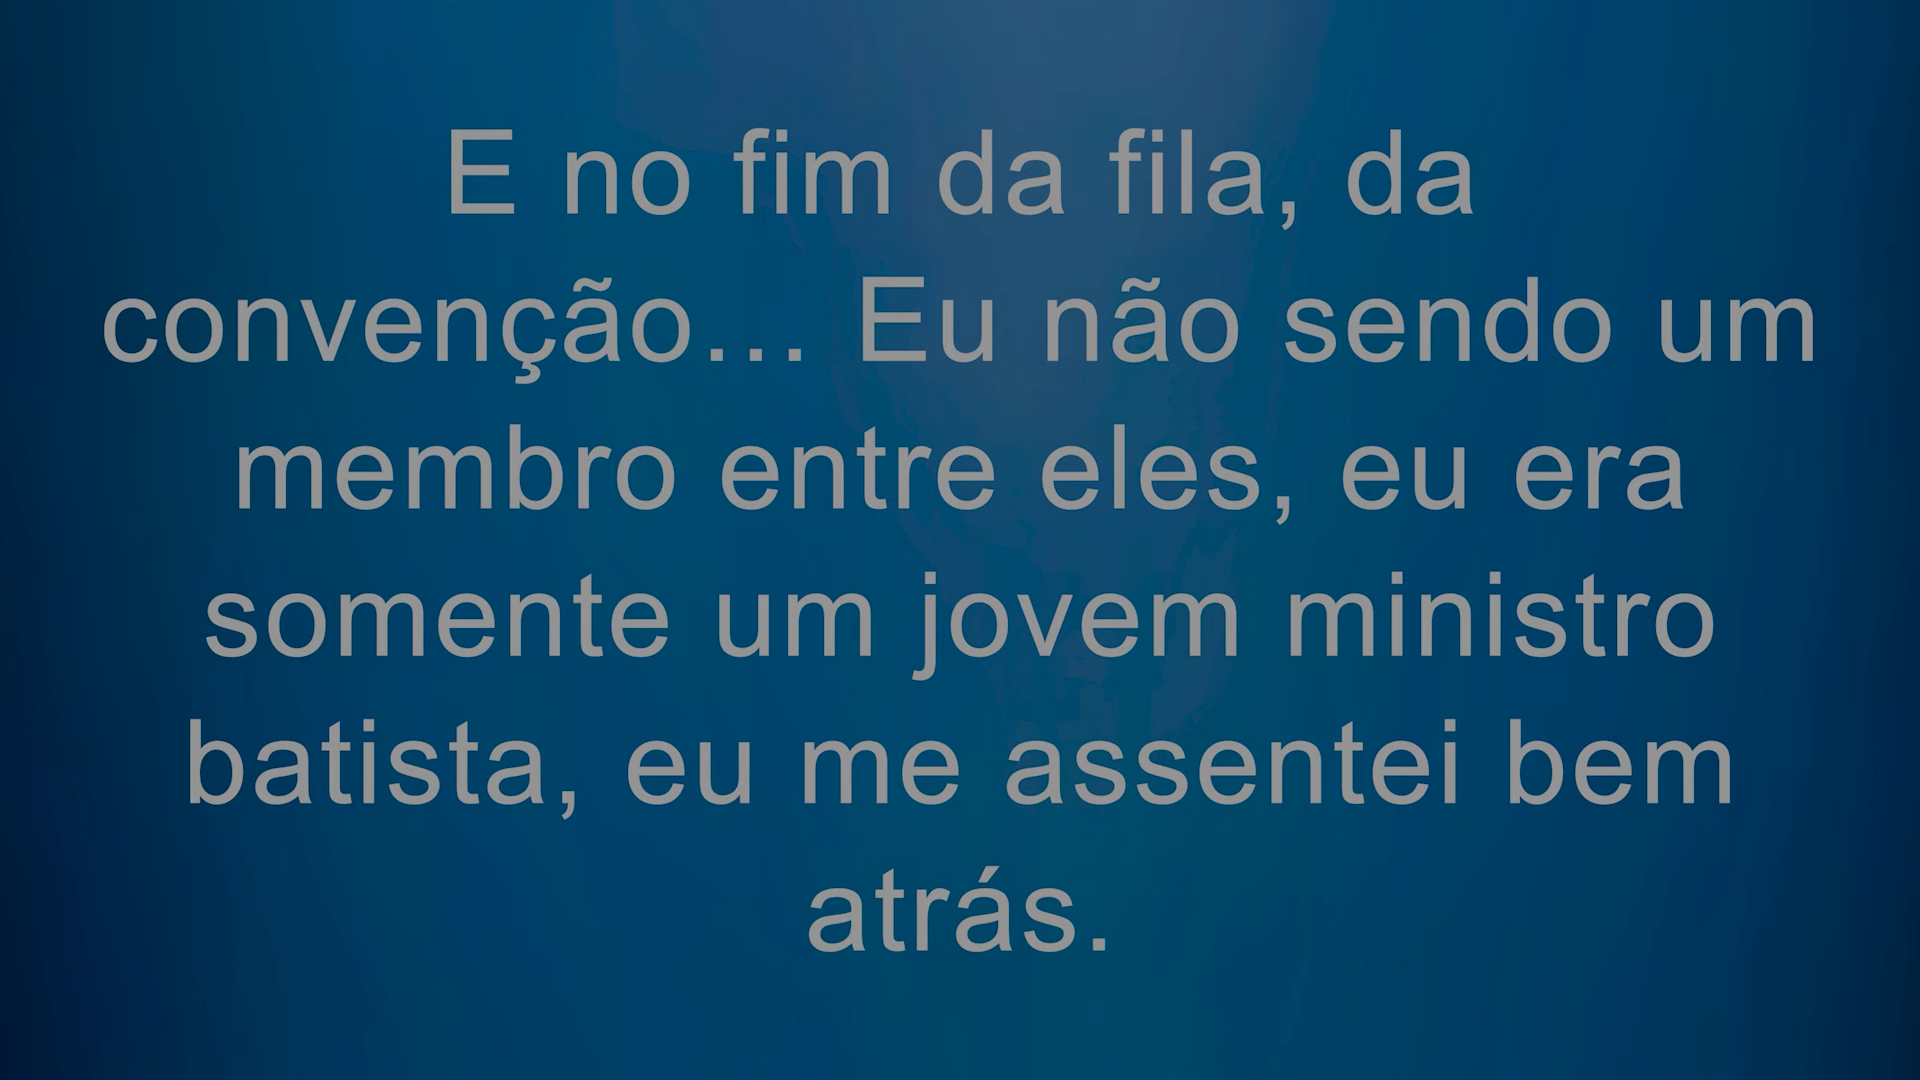 E no fim da fila, da
convenção... Eu não sendo um
membro entre eles, eu era
somente um jovem ministro
batista, eu me assentei bem
atrás.